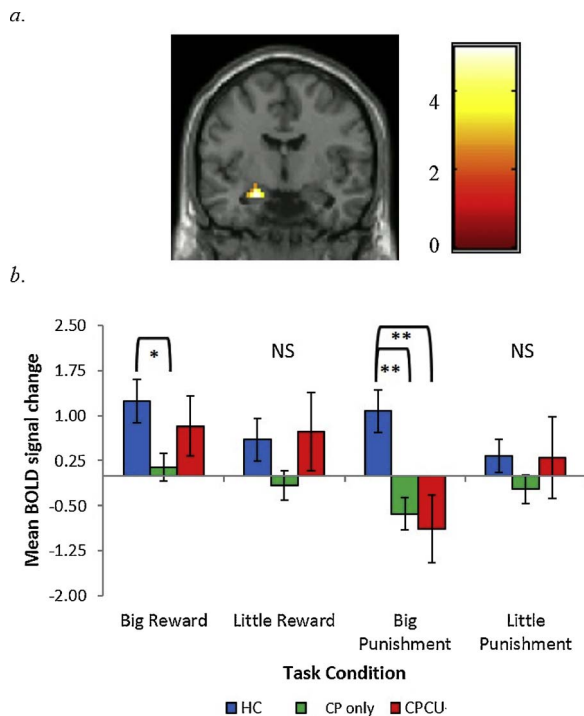 a.
4
2
0
b.
Mean BOLD signal change
2.50
1.75
1.00
0.25
-0.50
-1.25
-2.00
*
NS
**
**
NS
Big Reward
Little Reward
Big
Punishment
Little
Punishment
Task Condition
HC CP only CPCU-